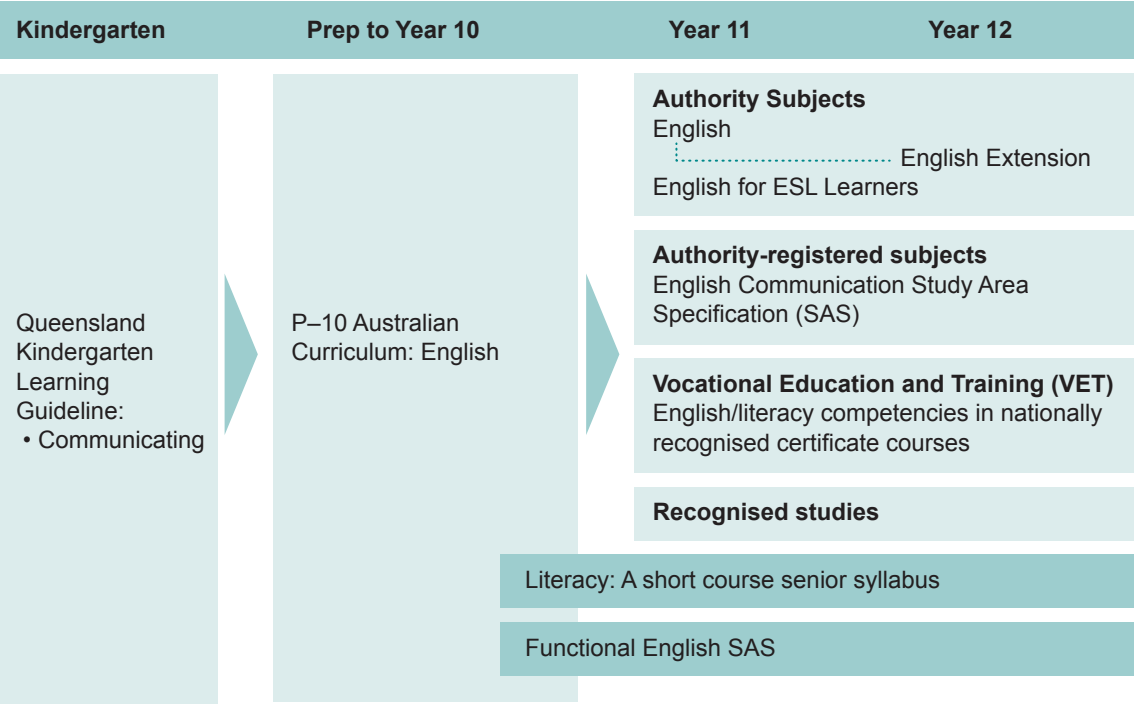 Kindergarten Prep to Year 10 Year 11 Year 12
Queensland
Kindergarten
Learning
Guideline:
• Communicating
P–10 Australian
Curriculum: English
Authority Subjects
English
English Extension
English for ESL Learners
Authority-registered subjects
English Communication Study Area
Specification (SAS)
Vocational Education and Training (VET)
English/literacy competencies in nationally
recognised certificate courses
Recognised studies
Literacy: A short course senior syllabus
Functional English SAS